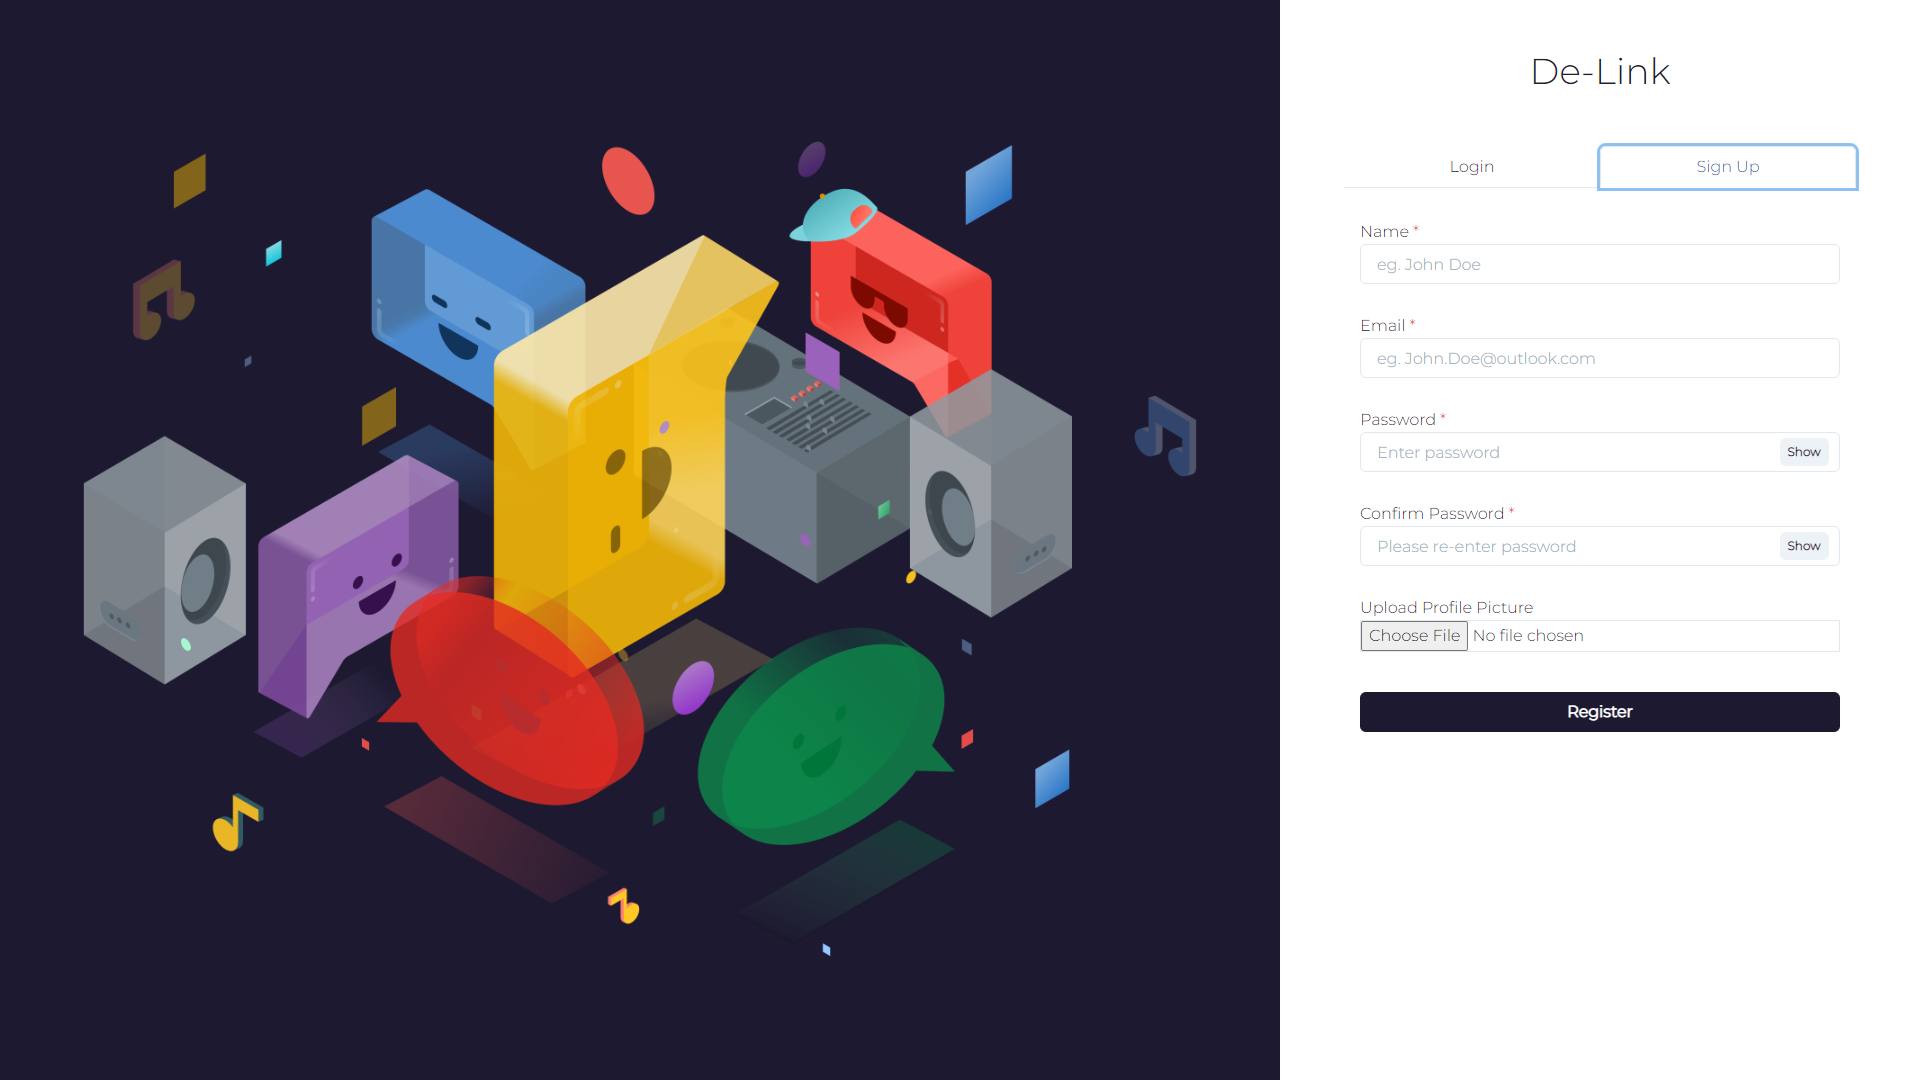 De-Link
Login Sign Up
Name *
eg. John Doe
Email *
eg. John.Doe@outlook.com
Password *
Enter password Show
Confirm Password *
Please re-enter password Show
Upload Profile Picture
Choose File No file chosen
Register